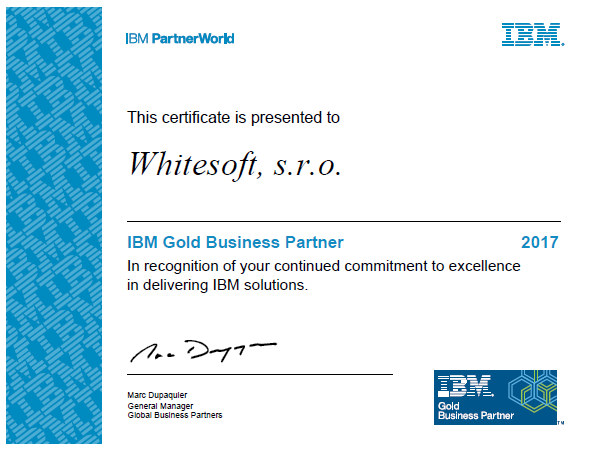 IBM PartnerWorld
IBM.
This certificate is presented to
Whitesoft, s.r.o.
IBM Gold Business Partner 2017
In recognition of your continued commitment to excellence
in delivering IBM solutions.
Marc Dupaquier
General Manager
Global Business Partners
IBM.
Gold
Business Partner
TM